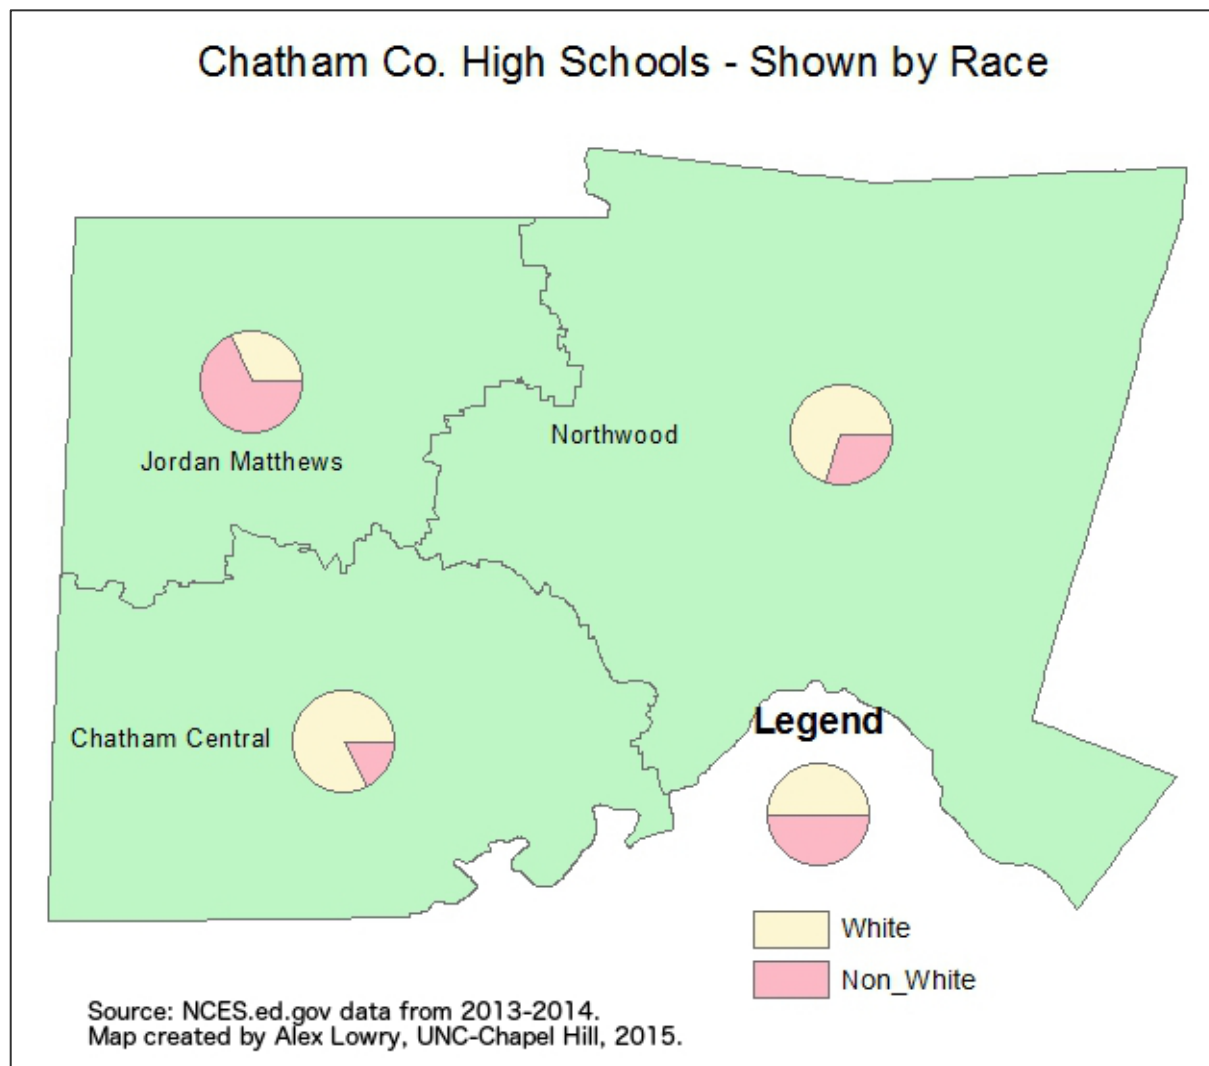 Chatham Co. High Schools - Shown by Race
Northwood
Jordan Matthews
Chatham Central
Legend
White
Non_White
Source: NCES.ed.gov data from 2013-2014.
Map created by Alex Lowry, UNC-Chapel Hill, 2015.